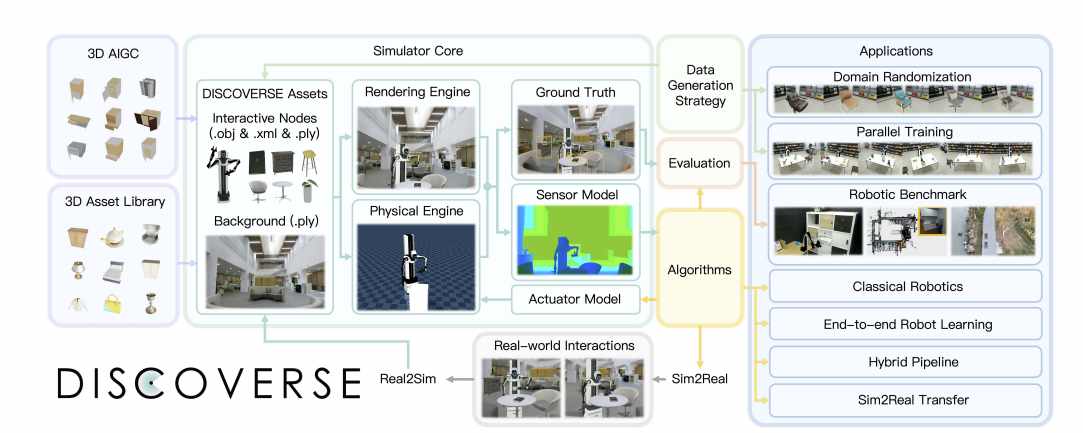 3D AIGC
3D Asset Library
Simulator Core
DISCOVERSE Assets
Interactive Nodes
(.obj & .xml & .ply)
Background (.ply)
Rendering Engine
Physical Engine
Ground Truth
Sensor Model
Actuator Model
Data
Generation
Strategy
Evaluation
Algorithms
Applications
Domain Randomization
Parallel Training
Robotic Benchmark
Classical Robotics
End-to-end Robot Learning
Hybrid Pipeline
Sim2Real Transfer
DISCOVERSE
Real2Sim
Real-world Interactions
Sim2Real